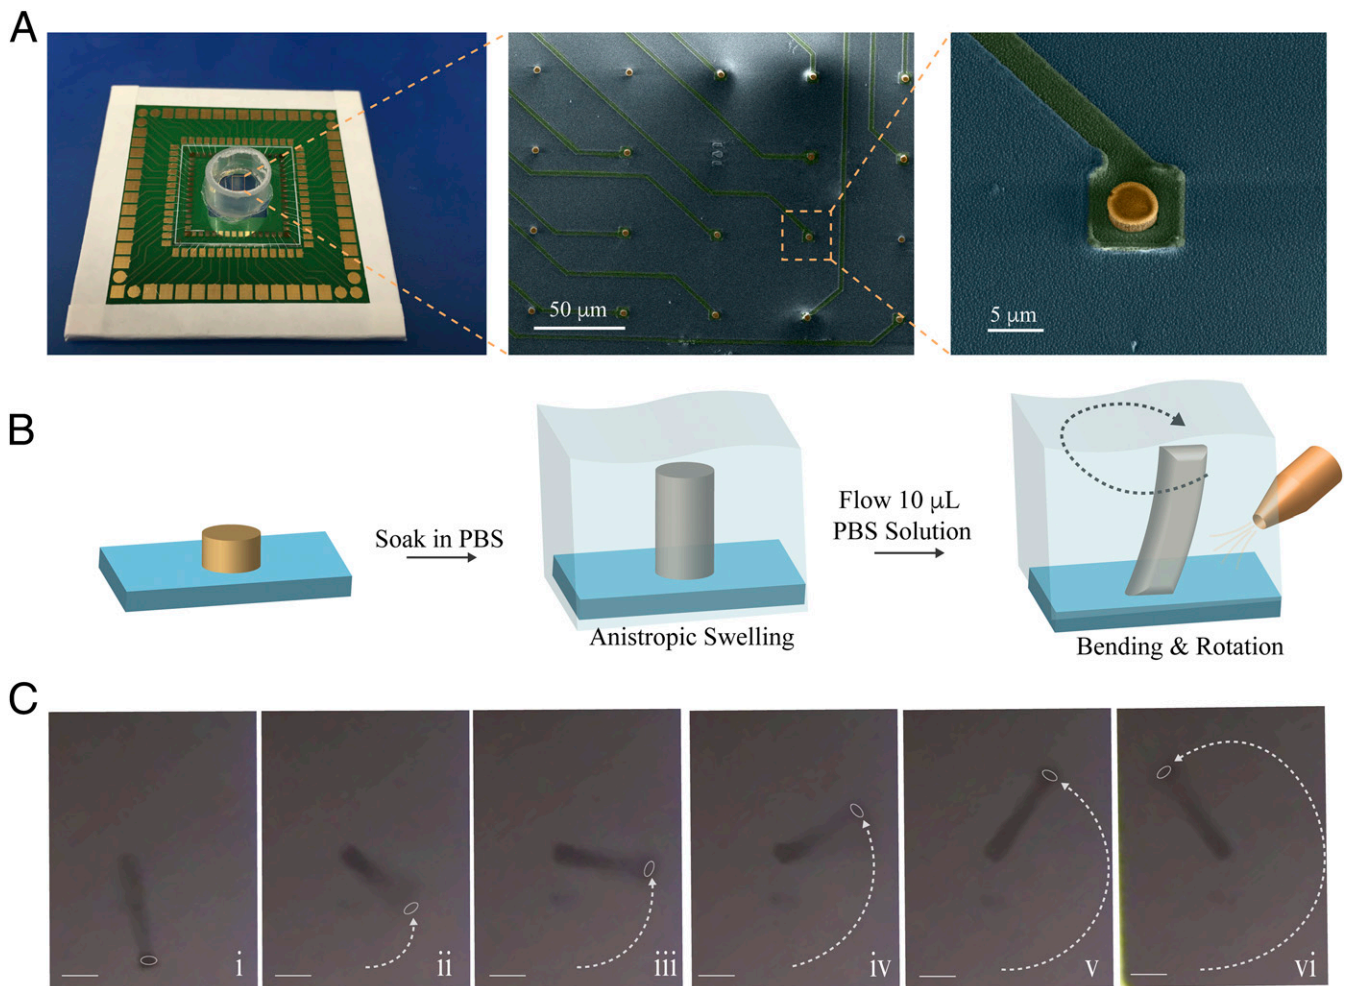 A
50 μm
5 μm
B
Soak in PBS
Anistropic Swelling
Flow 10 μL
PBS Solution
Bending & Rotation
C
i
ii
iii
iv
v
vi